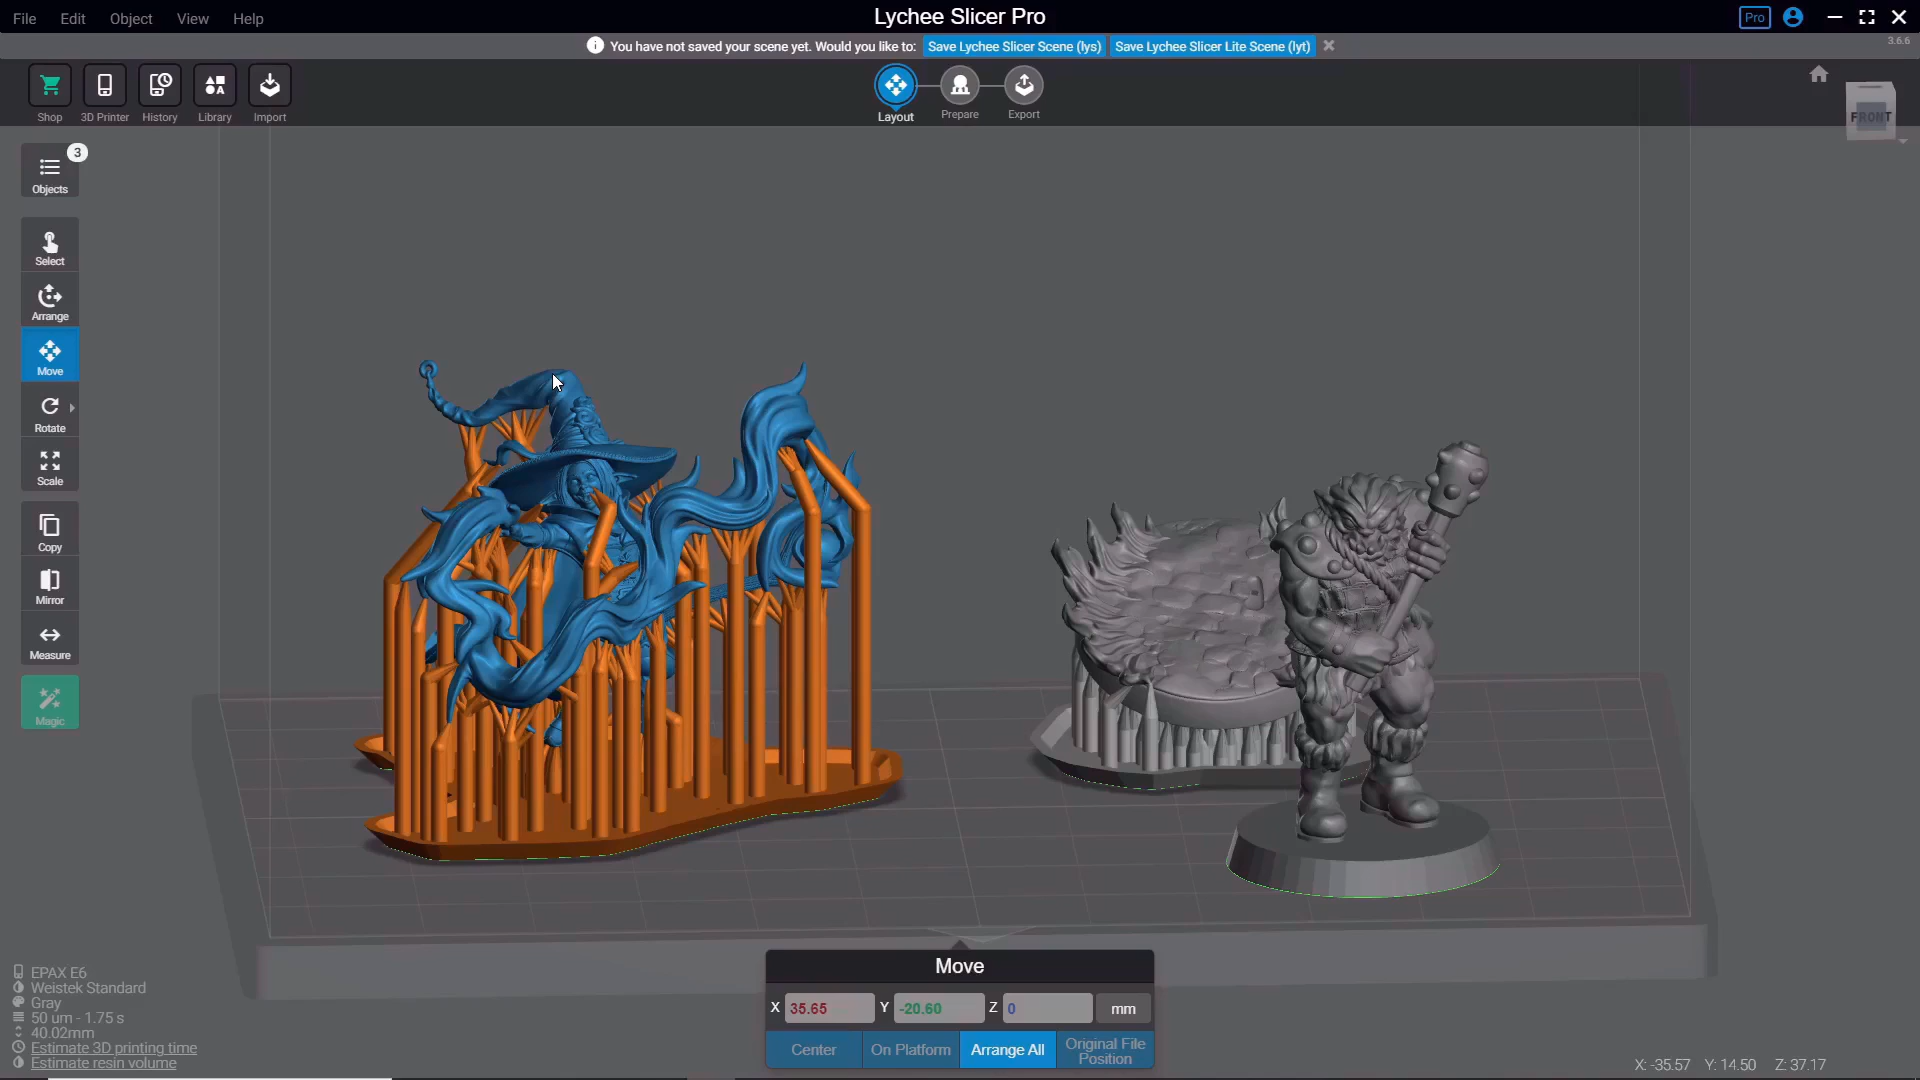 File Edit Object View Help
Lychee Slicer Pro
Pro
You have not saved your scene yet. Would you like to: Save Lychee Slicer Scene (lys) Save Lychee Slicer Lite Scene (lyt)
3.6.6
Shop 3D Printer History Library Import
Layout Prepare Export
FRONT
3
Objects
Select
Arrange
Move
Rotate
Scale
Copy
Mirror
Measure
Magic
EPAX E6
Weistek Standard
Gray
50 um - 1.75 s
40.02mm
Estimate 3D printing time
Estimate resin volume
Move
X 35.65 Y -20.60 Z 0 mm
Center On Platform Arrange All Original File Position
X: -35.57 Y: 14.50 Z: 37.17